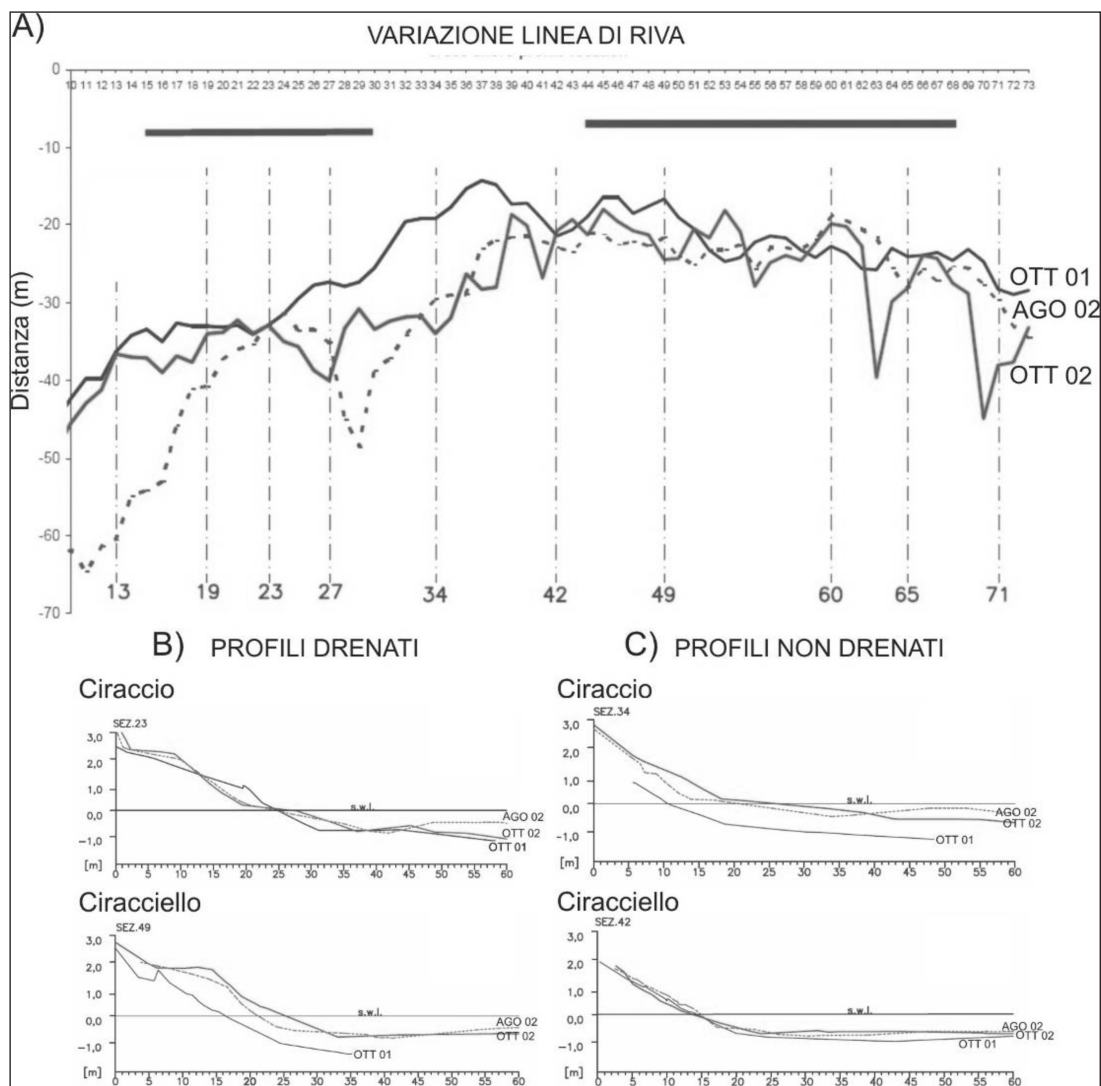 A)
VARIAZIONE LINEA DI RIVA
0
10 11 12 13 14 15 16 17 18 19 20 21 22 23 24 25 26 27 28 29 30 31 32 33 34 35 36 37 38 39 40 41 42 43 44 45 46 47 48 49 50 51 52 53 54 55 56 57 58 59 60 61 62 63 64 65 66 67 68 69 70 71 72 73
-10
-20
-30
-40
-50
-60
-70
Distanza (m)
OTT 01
AGO 02
OTT 02
13 19 23 27 34 42 49 60 65 71
B) PROFILI DRENATI
Ciraccio
SEZ.23
3,0
2,0
1,0
0,0
-1,0
[m]
s.w.l.
AGO 02
OTT 02
OTT 01
0 5 10 15 20 25 30 35 40 45 50 55 60
Ciracciello
SEZ.49
3,0
2,0
1,0
0,0
-1,0
[m]
s.w.l.
AGO 02
OTT 02
OTT 01
0 5 10 15 20 25 30 35 40 45 50 55 60
C) PROFILI NON DRENATI
Ciraccio
SEZ.34
3,0
2,0
1,0
0,0
-1,0
[m]
s.w.l.
AGO 02
OTT 02
OTT 01
0 5 10 15 20 25 30 35 40 45 50 55 60
Ciracciello
SEZ.42
3,0
2,0
1,0
0,0
-1,0
[m]
s.w.l.
AGO 02
OTT 02
OTT 01
0 5 10 15 20 25 30 35 40 45 50 55 60